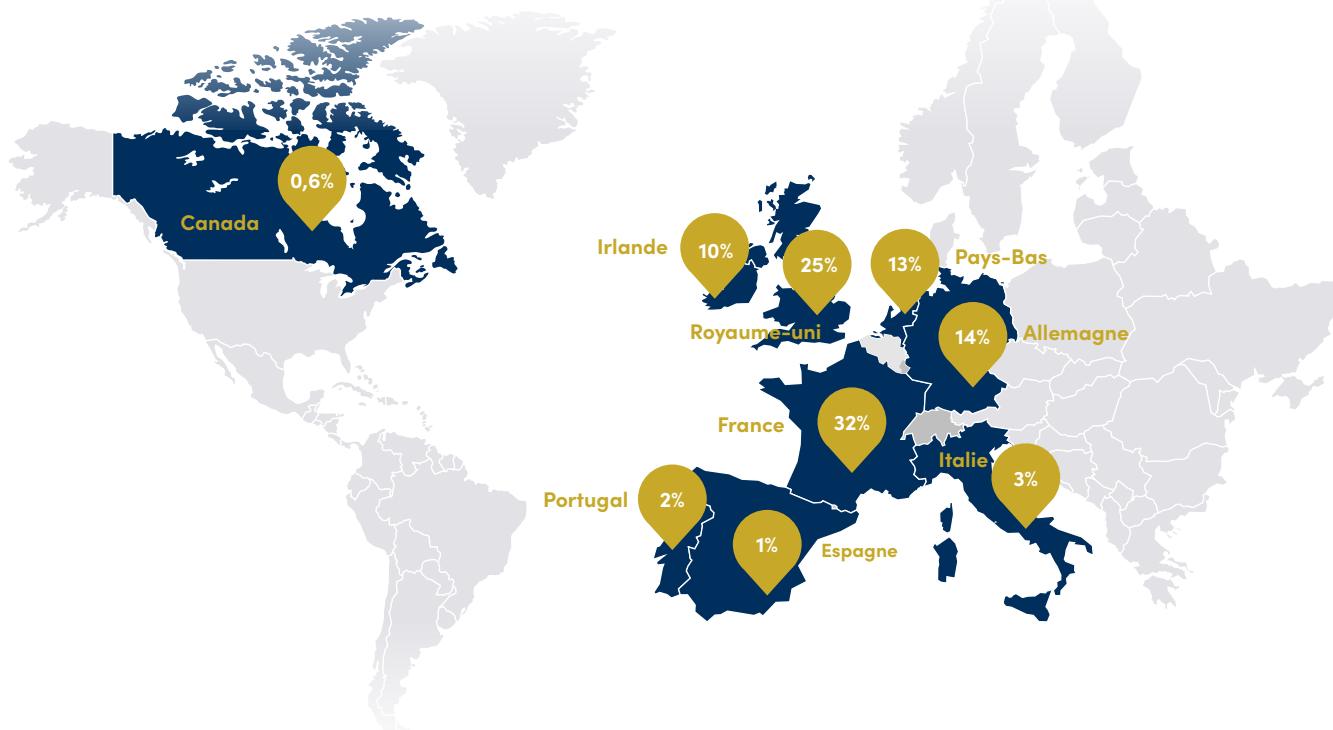 0,6%
Canada
Irlande
10%
25%
13%
Pays-Bas
Royaume-uni
14%
Allemagne
France
32%
Italie
3%
Portugal
2%
1%
Espagne